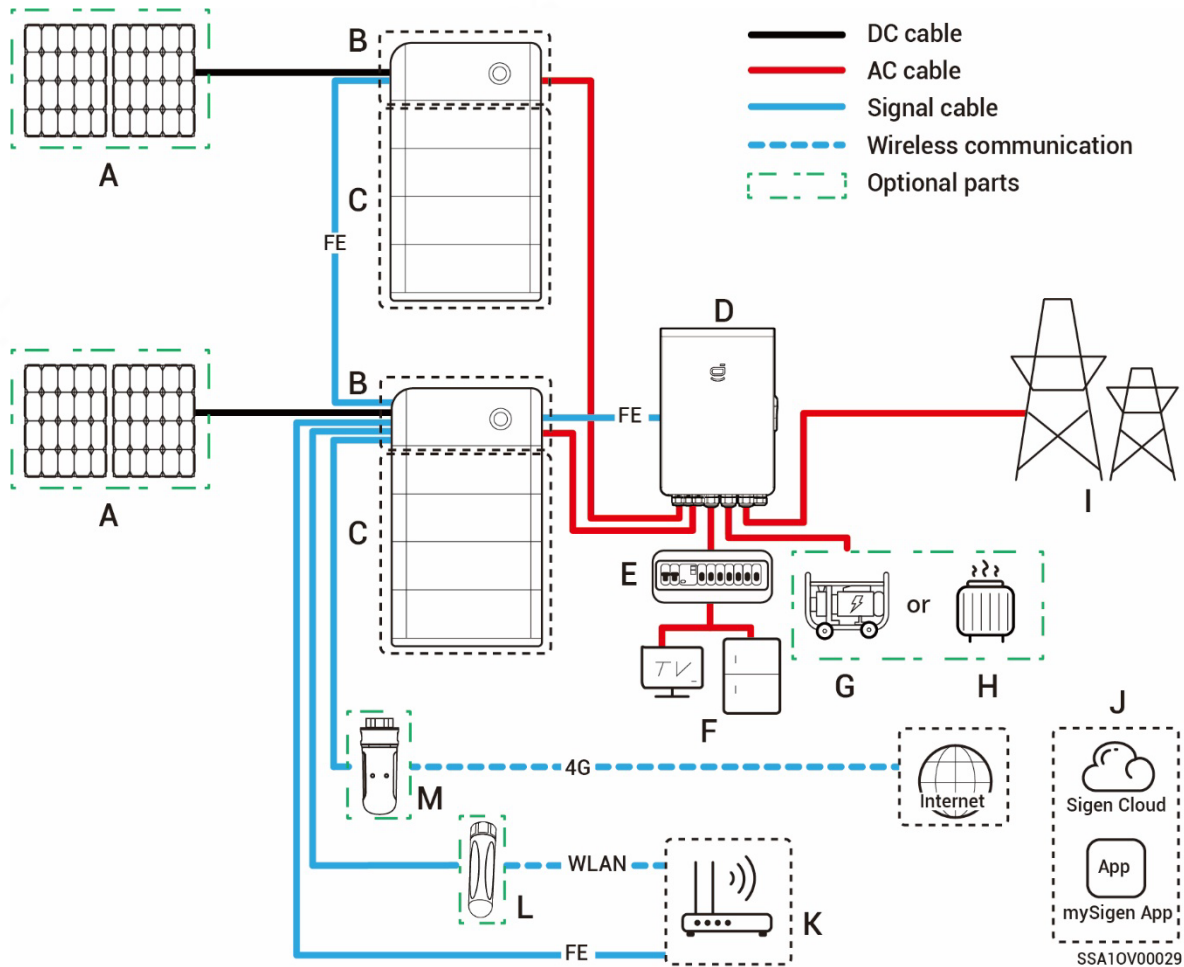 B
DC cable
AC cable
Signal cable
Wireless communication
Optional parts
A
C
FE
D
B
FE
A
C
I
E
or
TV
G
H
F
J
4G
Internet
Sigen Cloud
M
App
mySigen App
WLAN
L
K
FE
SSA1OV00029